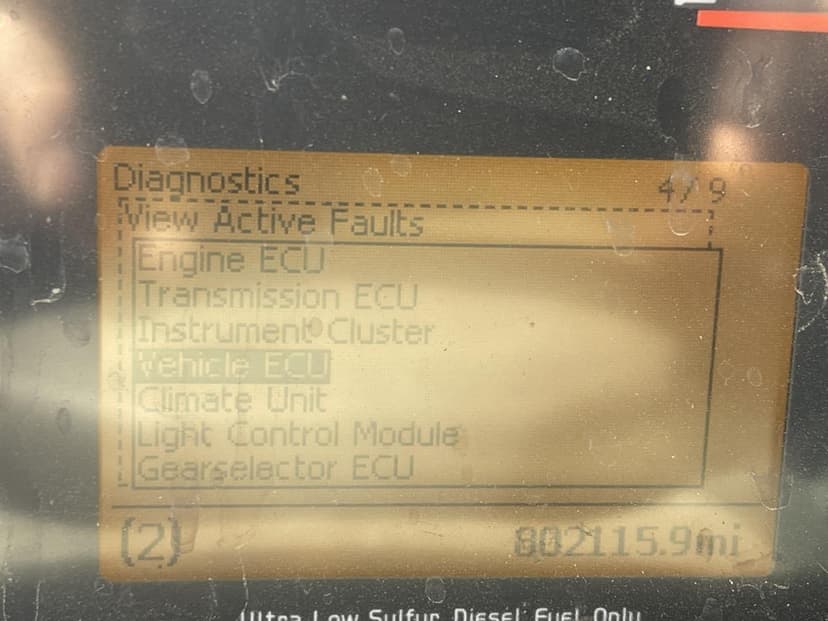 Diagnostics 4/9
View Active Faults
Engine ECU
Transmission ECU
Instrument Cluster
Vehicle ECU
Climate Unit
Light Control Module
Gearselector ECU
(2) 802115.9mi
Ultra Low Sulfur Diesel Fuel Only